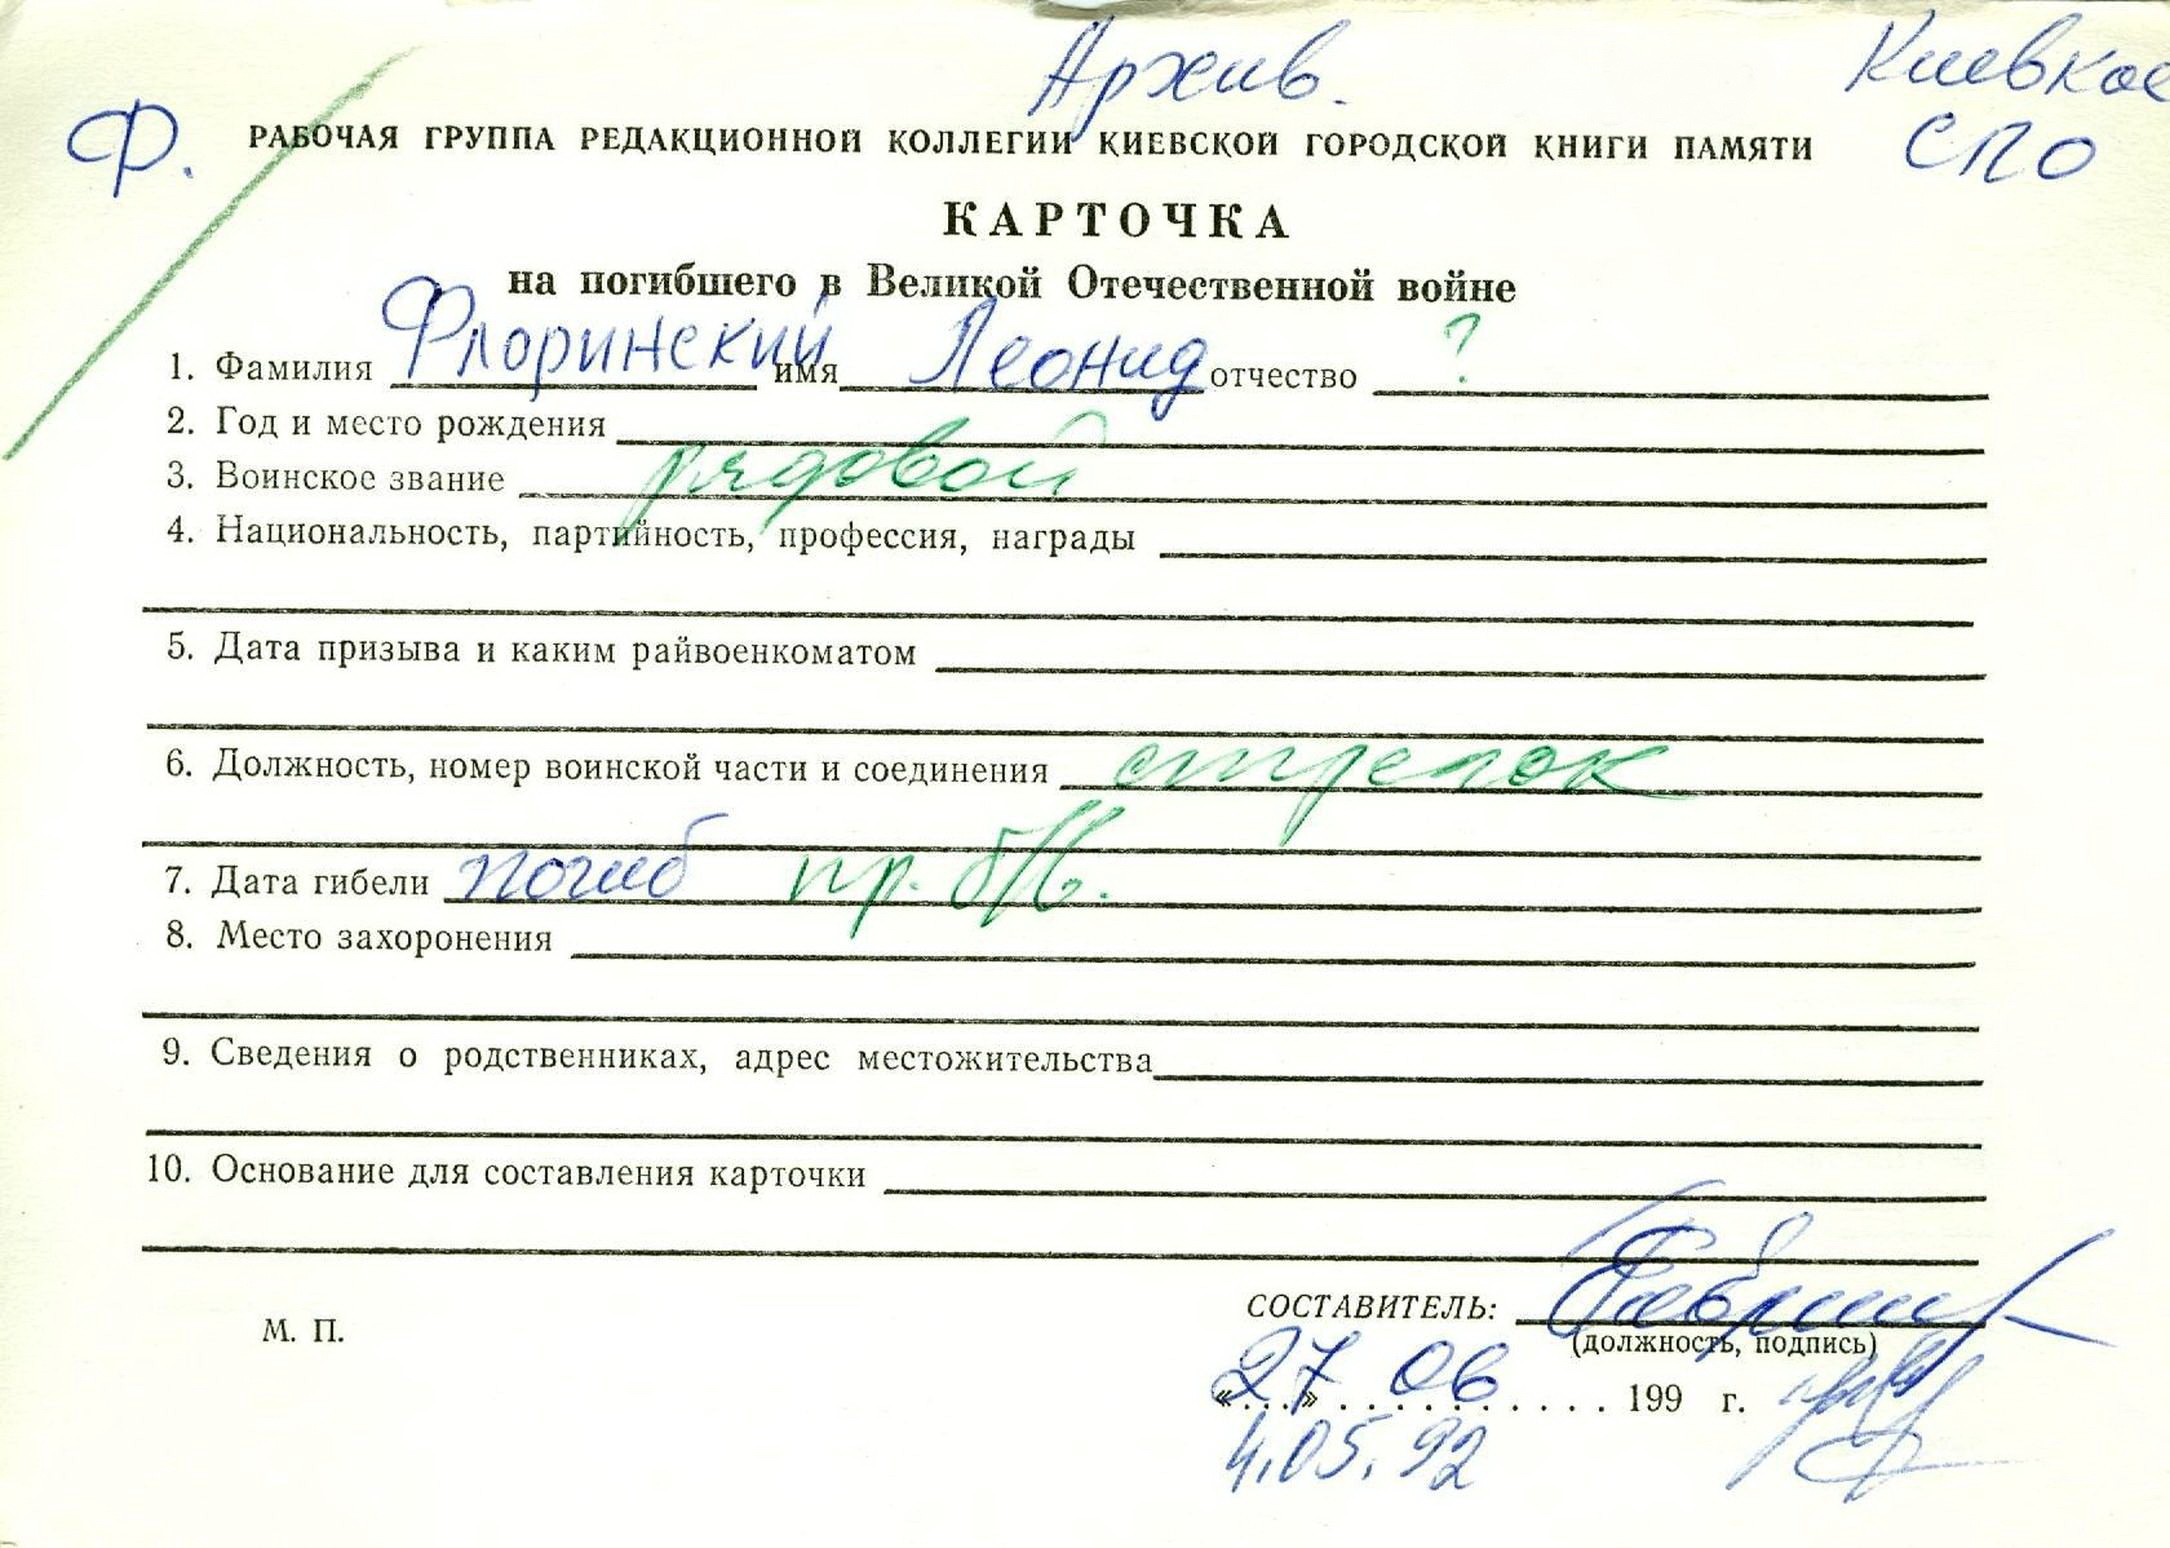 Архив. Киевкое
Ф. РАБОЧАЯ ГРУППА РЕДАКЦИОННОЙ КОЛЛЕГИИ КИЕВСКОЙ ГОРОДСКОЙ КНИГИ ПАМЯТИ СПО
КАРТОЧКА
на погибшего в Великой Отечественной войне
1. Фамилия Флоринский имя Леонид отчество ?
2. Год и место рождения
3. Воинское звание рядовой
4. Национальность, партийность, профессия, награды
5. Дата призыва и каким райвоенкоматом
6. Должность, номер воинской части и соединения стрелок
7. Дата гибели погиб пр. б/в.
8. Место захоронения
9. Сведения о родственниках, адрес местожительства
10. Основание для составления карточки
М. П. СОСТАВИТЕЛЬ:
(должность, подпись)
«27» 06 199 г.
4.05.92